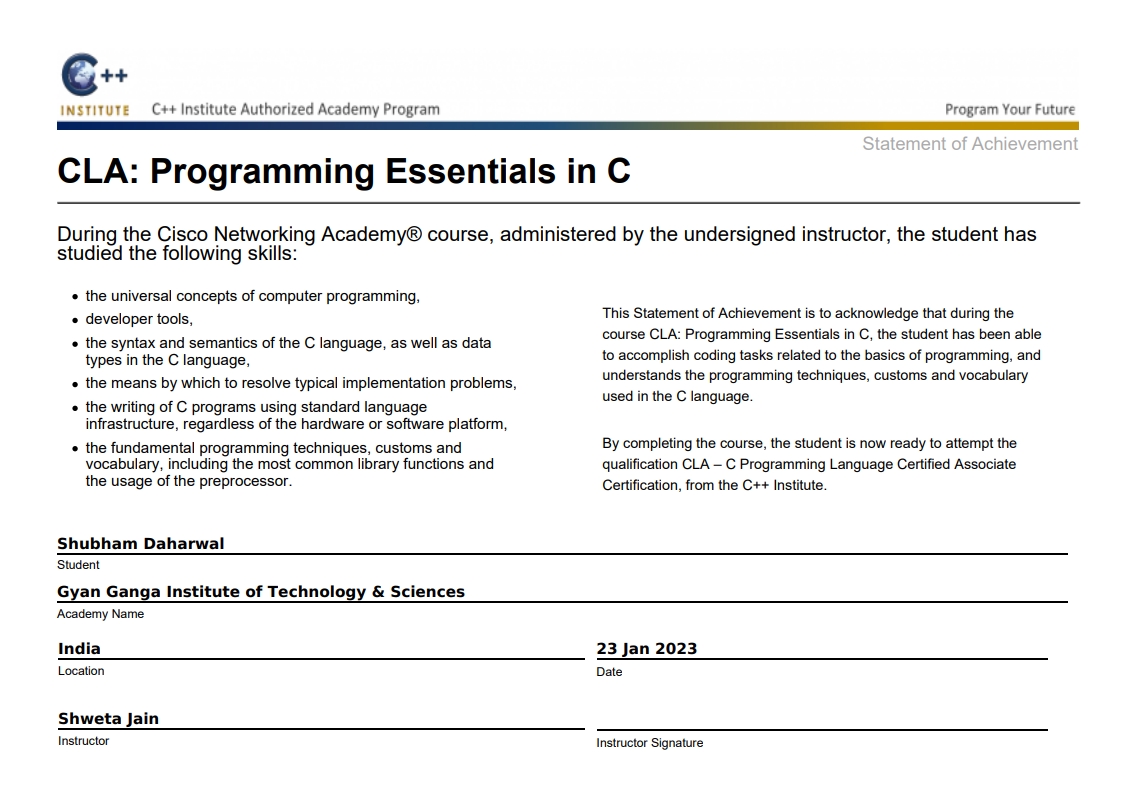 C++
INSTITUTE
C++ Institute Authorized Academy Program
Program Your Future
Statement of Achievement
CLA: Programming Essentials in C
During the Cisco Networking Academy® course, administered by the undersigned instructor, the student has
studied the following skills:
• the universal concepts of computer programming,
• developer tools,
• the syntax and semantics of the C language, as well as data
types in the C language,
• the means by which to resolve typical implementation problems,
• the writing of C programs using standard language
infrastructure, regardless of the hardware or software platform,
• the fundamental programming techniques, customs and
vocabulary, including the most common library functions and
the usage of the preprocessor.
This Statement of Achievement is to acknowledge that during the
course CLA: Programming Essentials in C, the student has been able
to accomplish coding tasks related to the basics of programming, and
understands the programming techniques, customs and vocabulary
used in the C language.
By completing the course, the student is now ready to attempt the
qualification CLA – C Programming Language Certified Associate
Certification, from the C++ Institute.
Shubham Daharwal
Student
Gyan Ganga Institute of Technology & Sciences
Academy Name
India
Location
23 Jan 2023
Date
Shweta Jain
Instructor
Instructor Signature